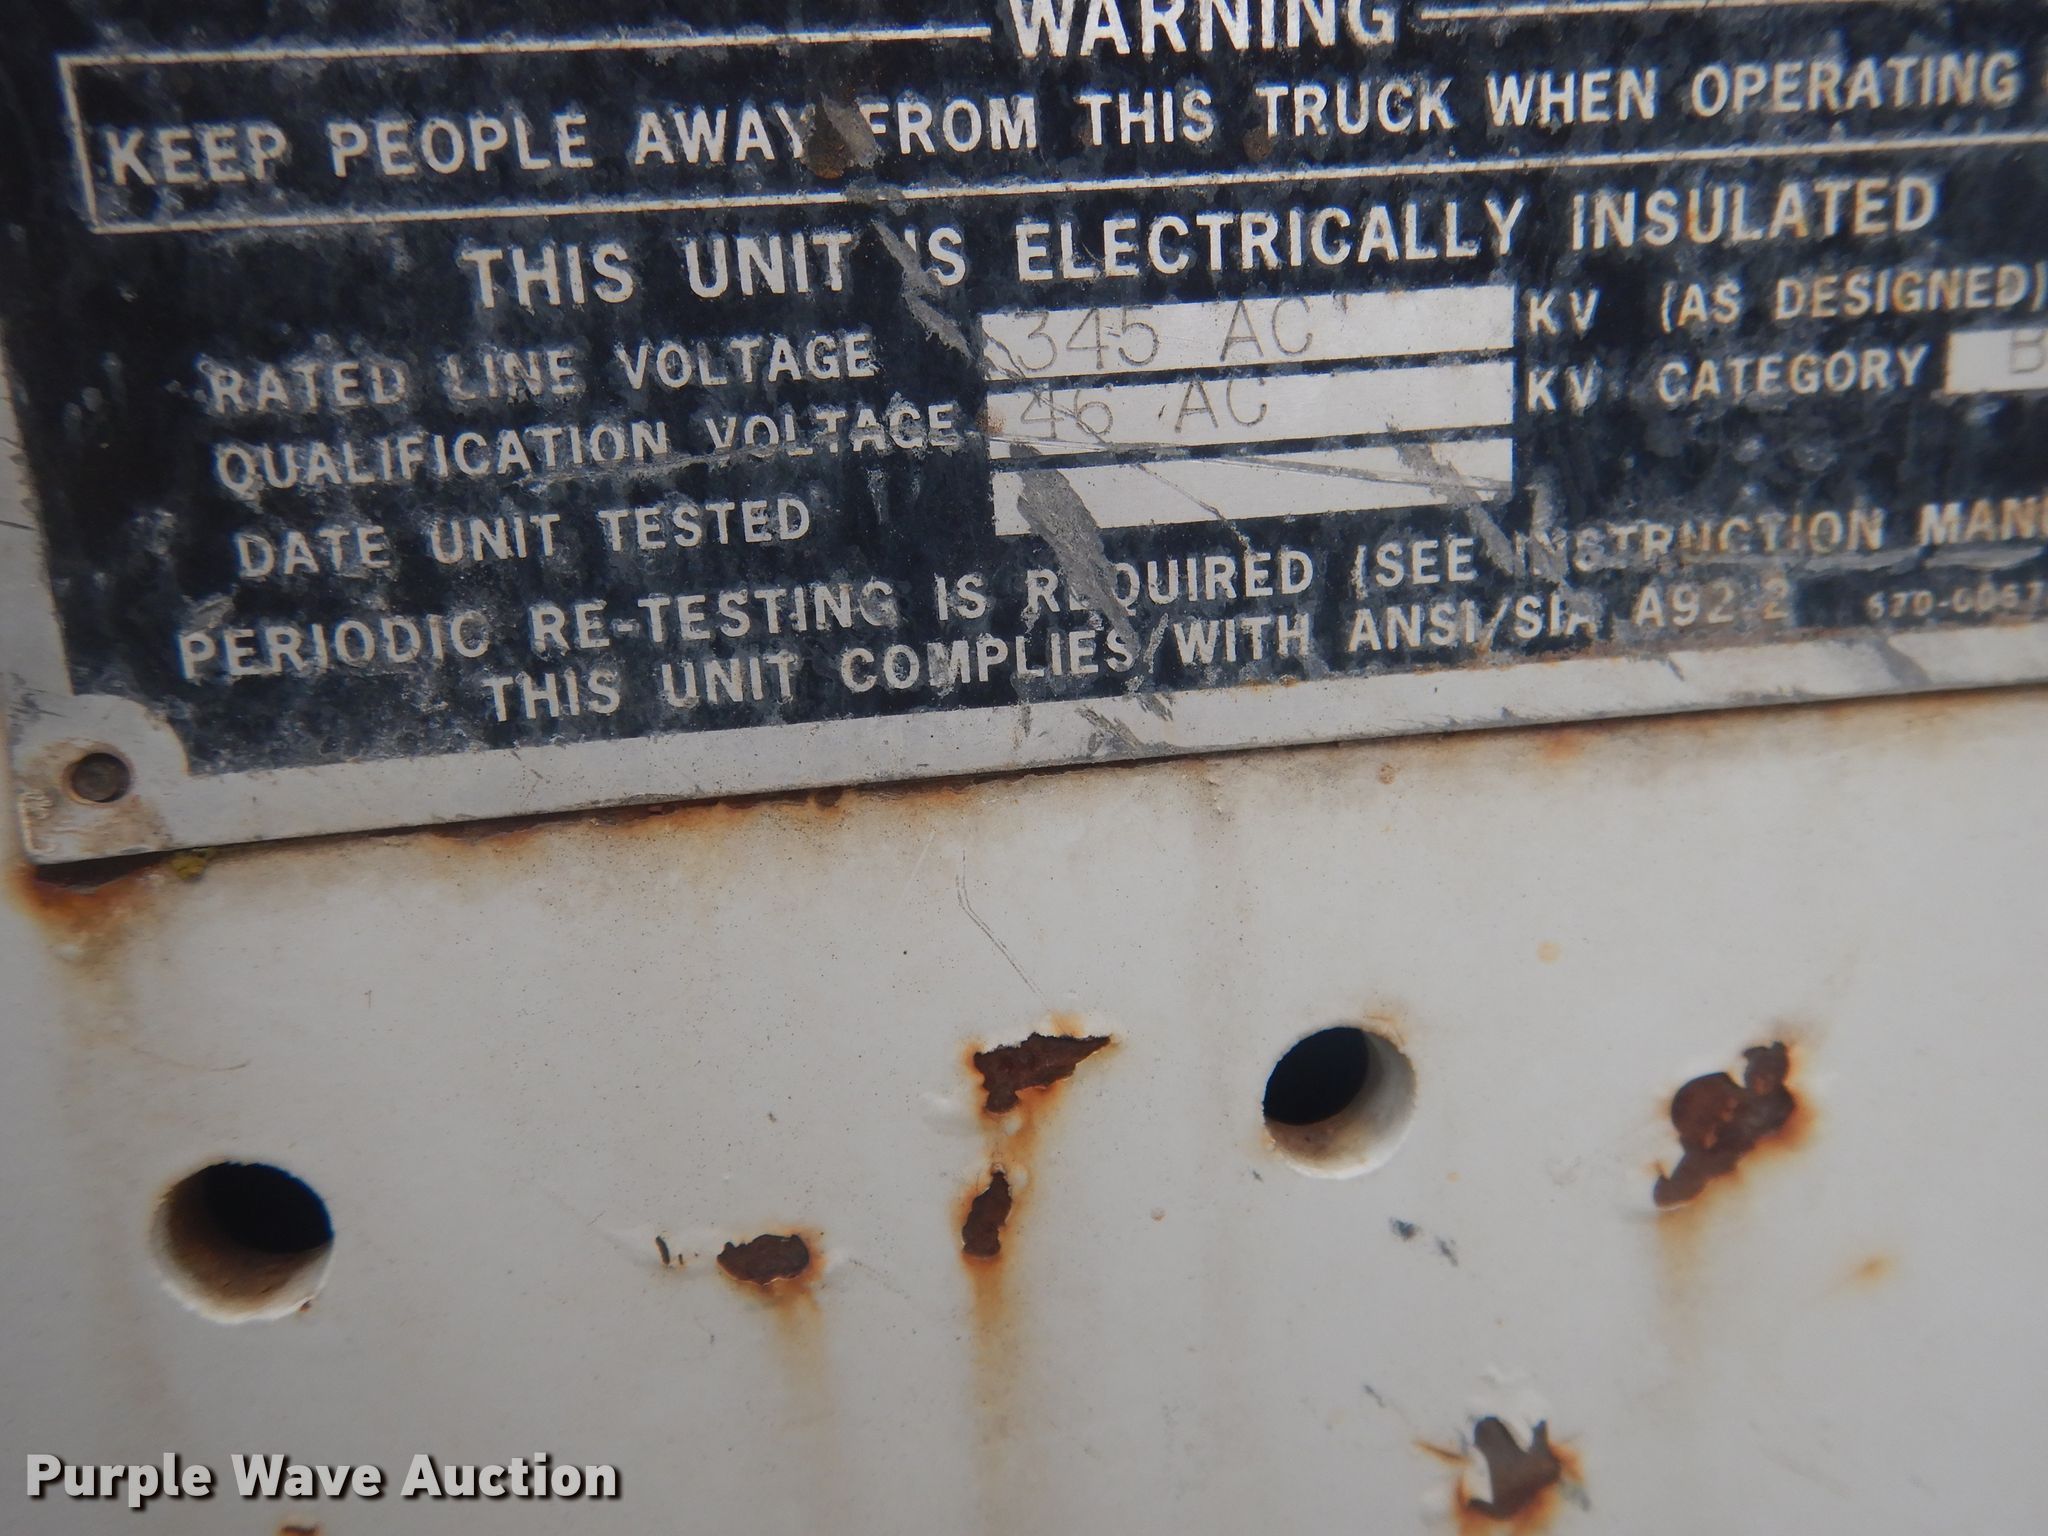 WARNING
KEEP PEOPLE AWAY FROM THIS TRUCK WHEN OPERATING
THIS UNIT IS ELECTRICALLY INSULATED
RATED LINE VOLTAGE 345 AC KV (AS DESIGNED)
QUALIFICATION VOLTAGE 46 AC KV CATEGORY B
DATE UNIT TESTED
PERIODIC RE-TESTING IS REQUIRED (SEE INSTRUCTION MANU
THIS UNIT COMPLIES WITH ANSI/SIA A92.2
Purple Wave Auction